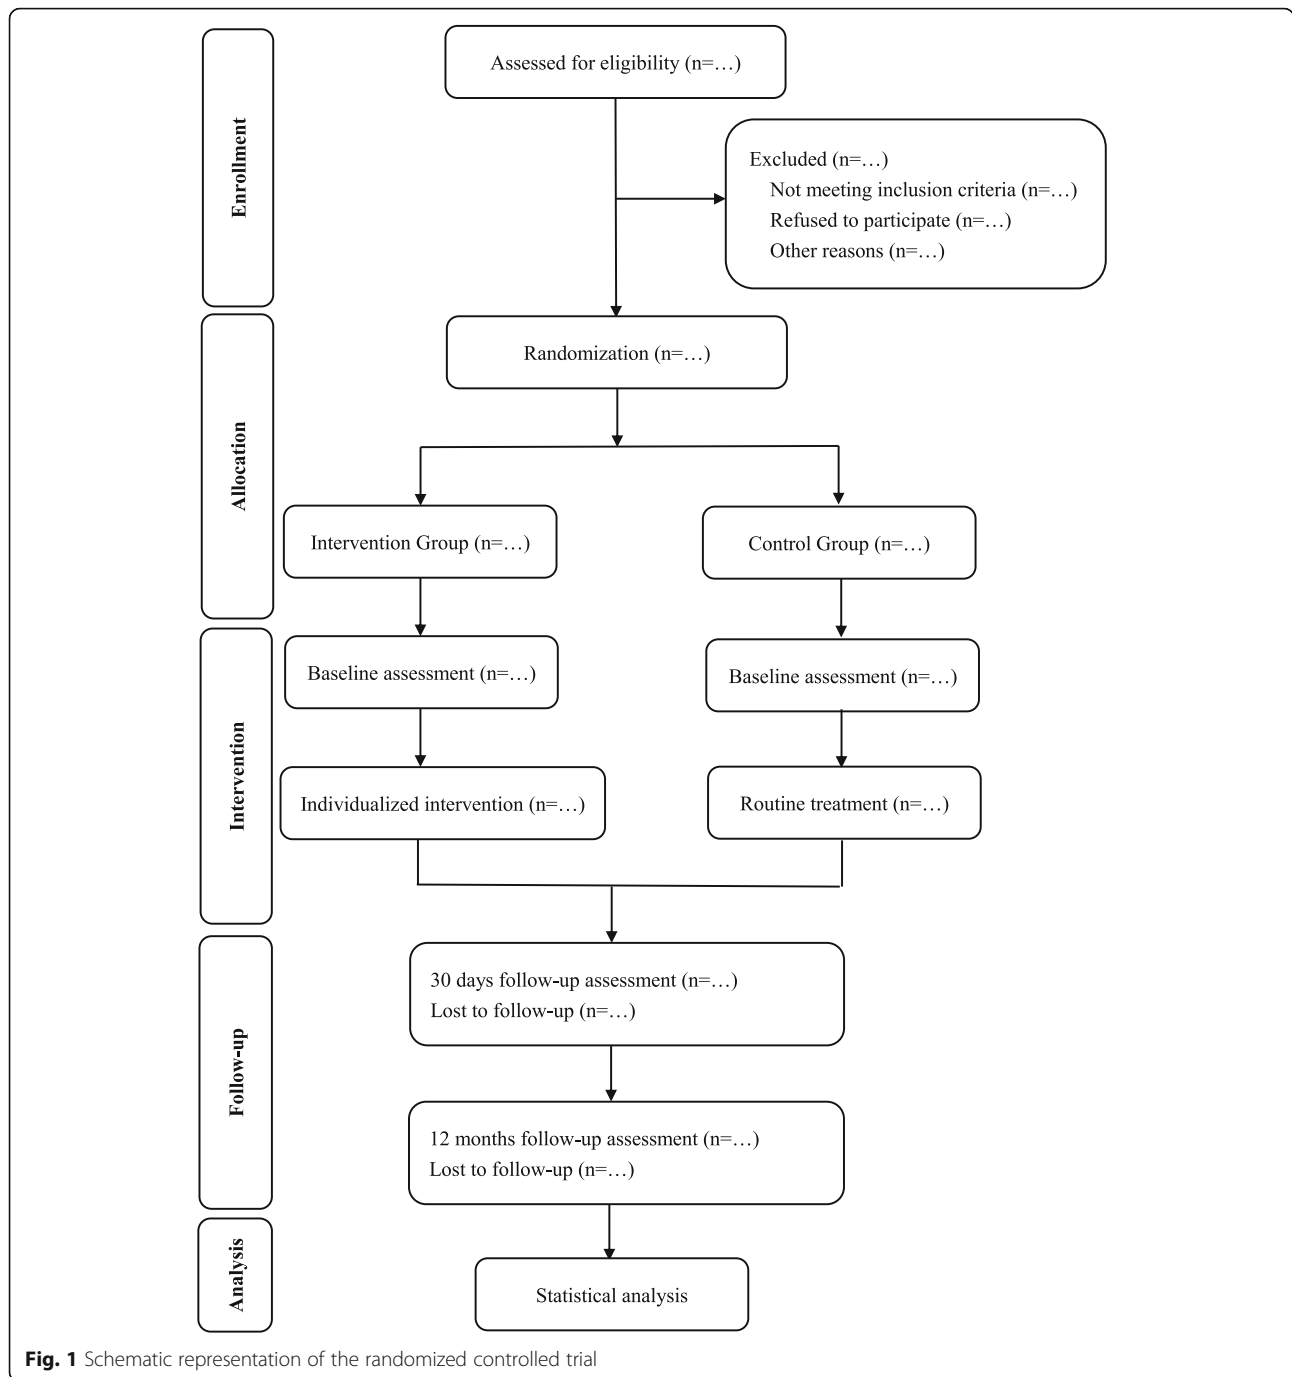 Enrollment
Assessed for eligibility (n=…)
Excluded (n=…)
Not meeting inclusion criteria (n=…)
Refused to participate (n=…)
Other reasons (n=…)
Allocation
Randomization (n=…)
Intervention Group (n=…)
Control Group (n=…)
Intervention
Baseline assessment (n=…)
Baseline assessment (n=…)
Individualized intervention (n=…)
Routine treatment (n=…)
Follow-up
30 days follow-up assessment (n=…)
Lost to follow-up (n=…)
12 months follow-up assessment (n=…)
Lost to follow-up (n=…)
Analysis
Statistical analysis
Fig. 1 Schematic representation of the randomized controlled trial